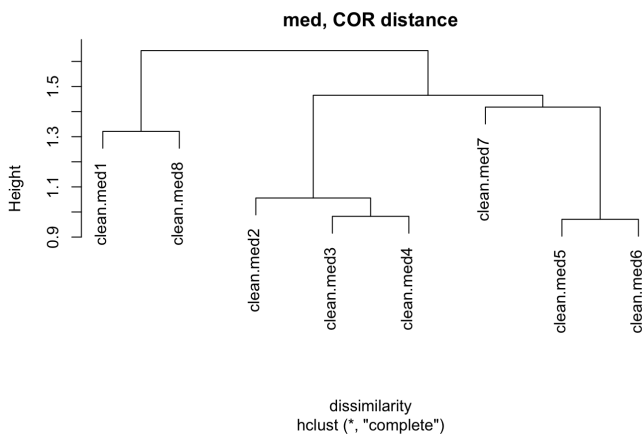 med, COR distance
Height
1.5
1.3
1.1
0.9
clean.med1
clean.med8
clean.med2
clean.med3
clean.med4
clean.med7
clean.med5
clean.med6
dissimilarity
hclust (*, "complete")